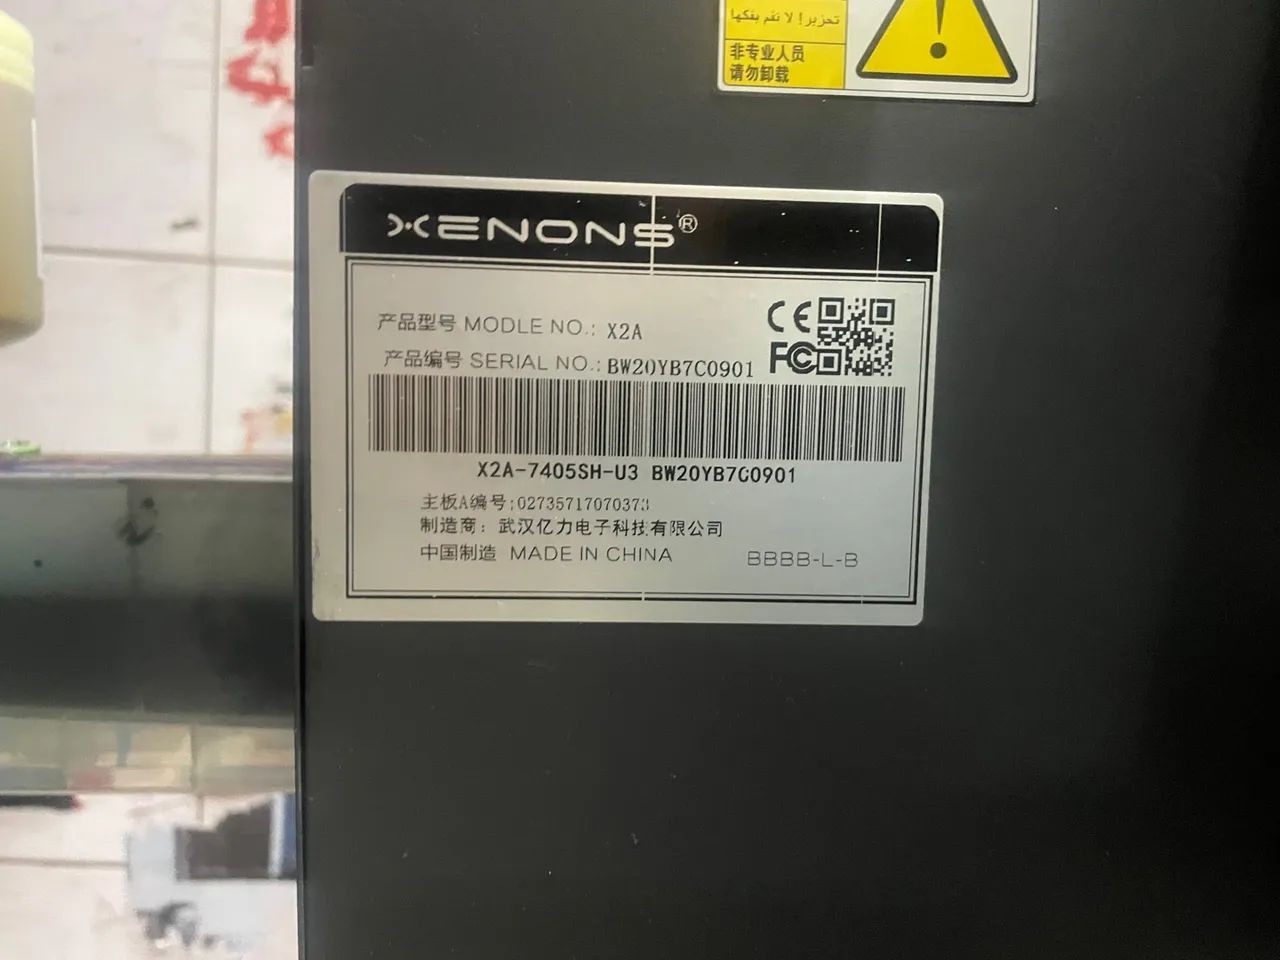 تحذير! لا تقم بفكها
非专业人员
请勿卸载
XENONS®
产品型号 MODLE NO.: X2A
产品编号 SERIAL NO.: BW20YB7C0901
CE
FC
X2A-7405SH-U3 BW20YB7C0901
主板A编号:02735717070373
制造商: 武汉亿力电子科技有限公司
中国制造 MADE IN CHINA BBBB-L-B